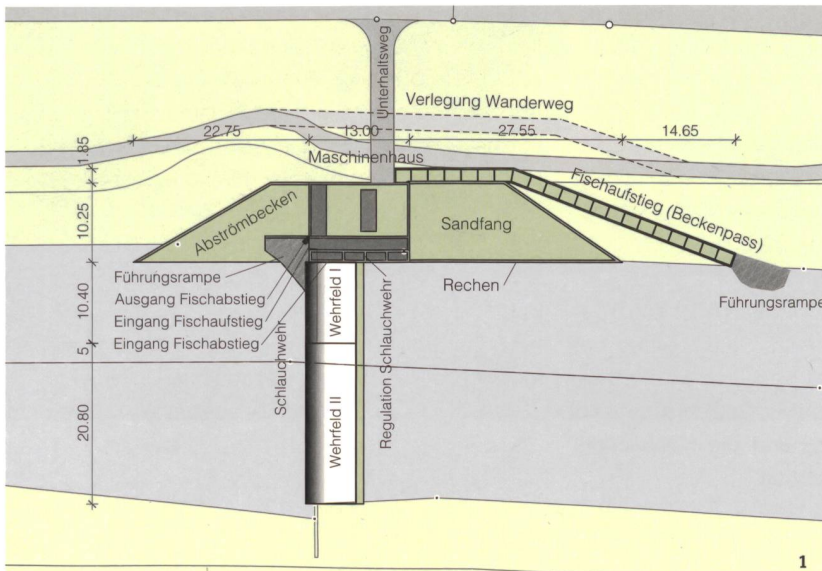 Unterhaltsweg
Verlegung Wanderweg
22.75
13.00
27.55
14.65
1.85
Maschinenhaus
Fischaufstieg (Beckenpass)
10.25
Abströmbecken
Sandfang
Führungsrampe
Rechen
Ausgang Fischabstieg
Führungsrampe
Eingang Fischaufstieg
Eingang Fischabstieg
10.40
Wehrfeld I
Schlauchwehr
Regulation Schlauchwehr
5
20.80
Wehrfeld II
1